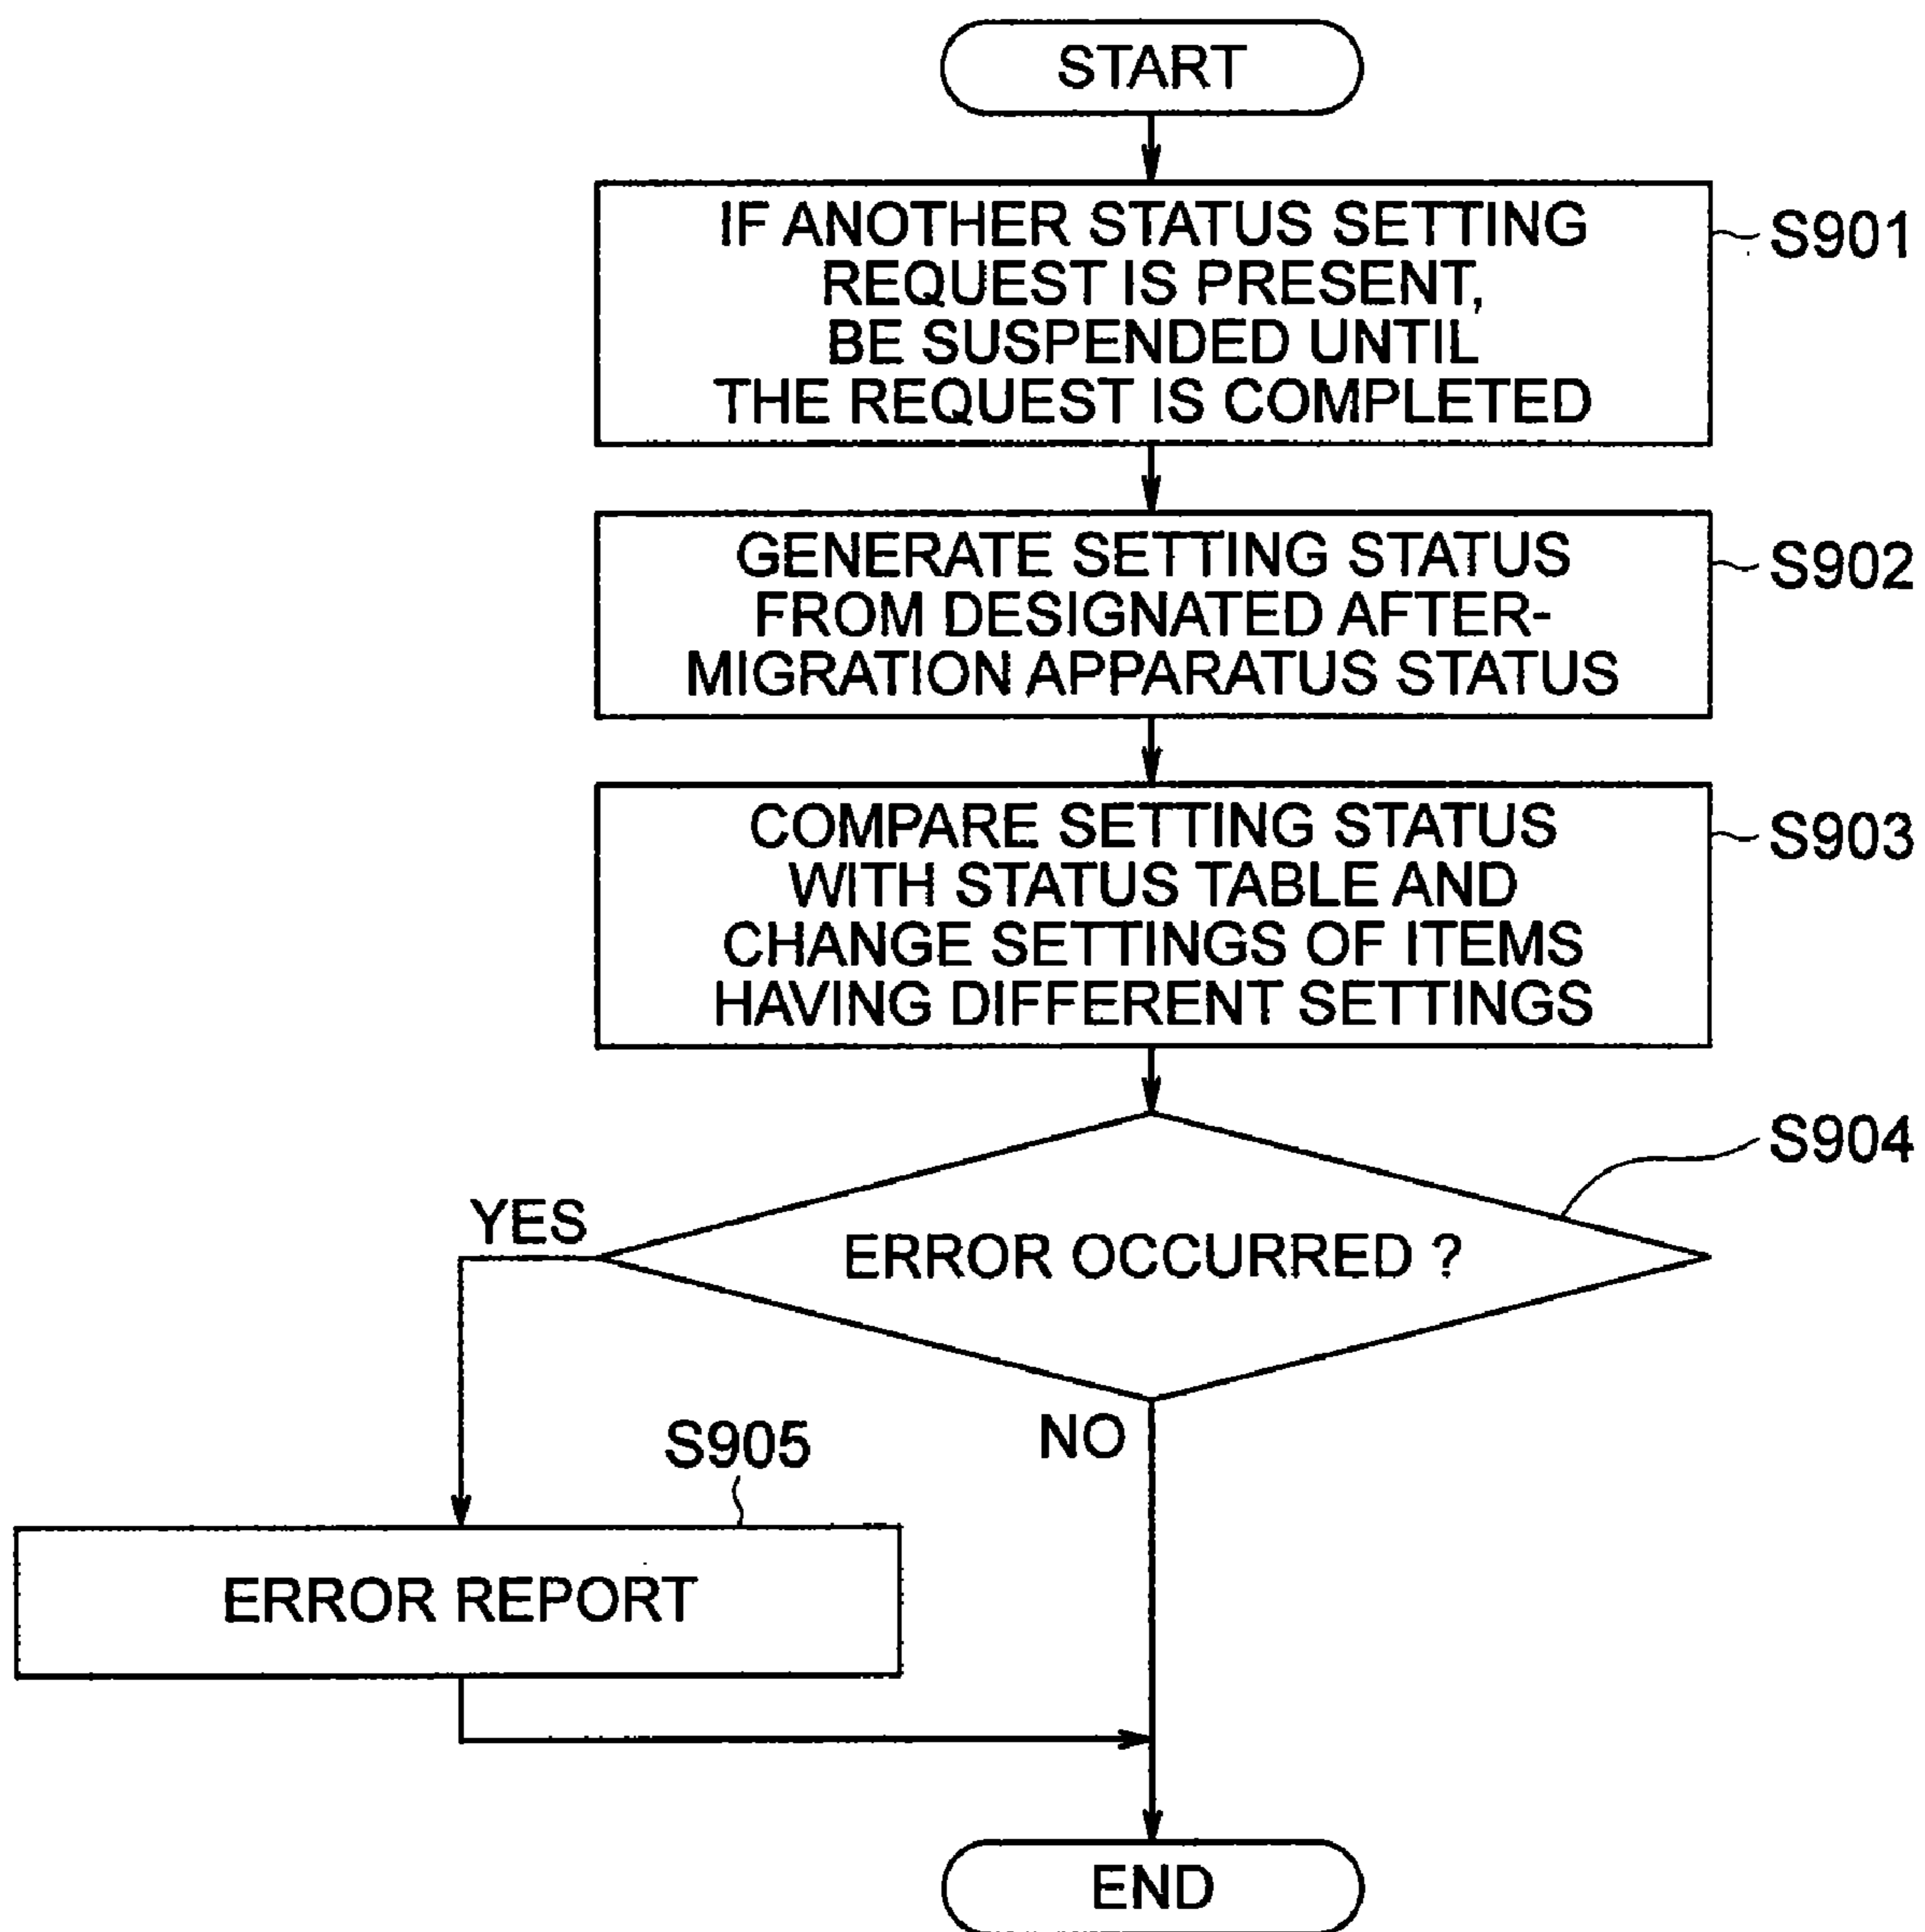 START
IF ANOTHER STATUS SETTING
REQUEST IS PRESENT,
BE SUSPENDED UNTIL
THE REQUEST IS COMPLETED
S901
GENERATE SETTING STATUS
FROM DESIGNATED AFTER-
MIGRATION APPARATUS STATUS
S902
COMPARE SETTING STATUS
WITH STATUS TABLE AND
CHANGE SETTINGS OF ITEMS
HAVING DIFFERENT SETTINGS
S903
S904
YES
ERROR OCCURRED ?
NO
S905
ERROR REPORT
END